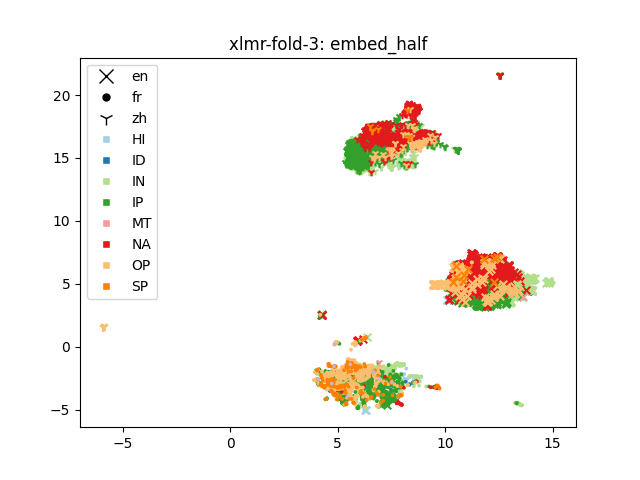 xlmr-fold-3: embed_half
en
fr
zh
HI
ID
IN
IP
MT
NA
OP
SP
20
15
10
5
0
−5
−5
0
5
10
15